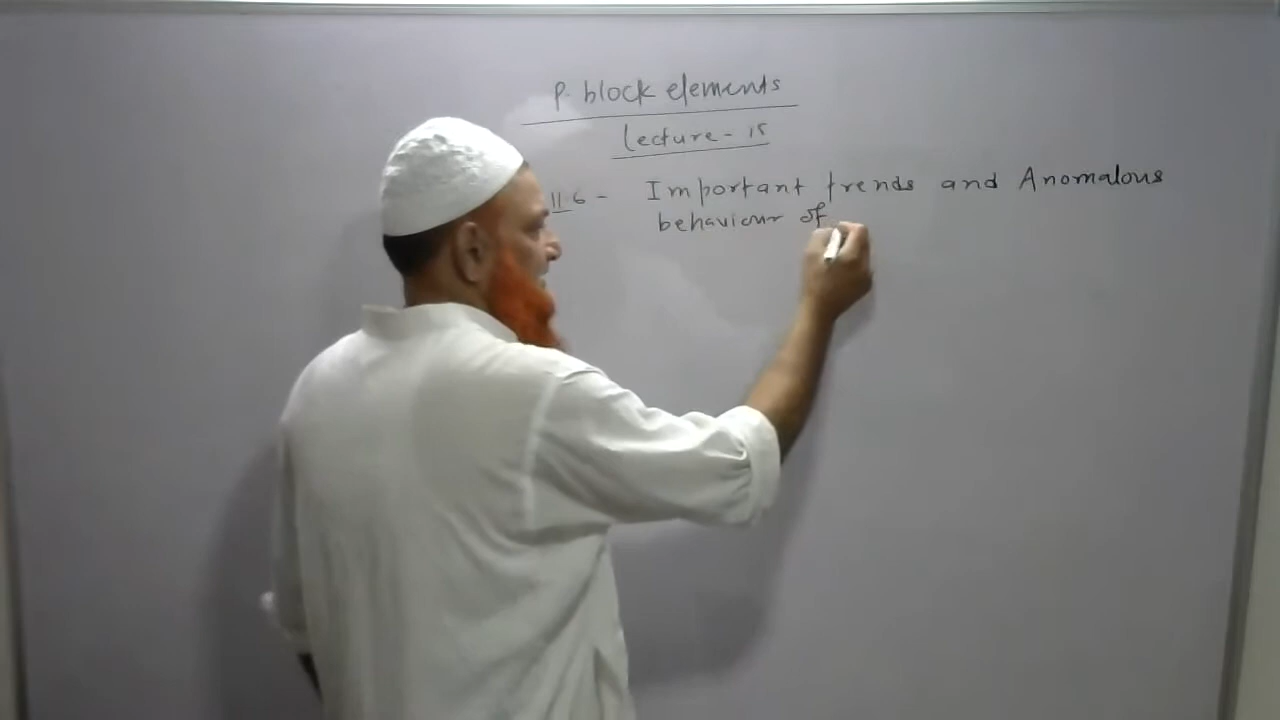 P. block elements
Lecture - 15
11 6 - Important trends and Anomalous
behaviour of